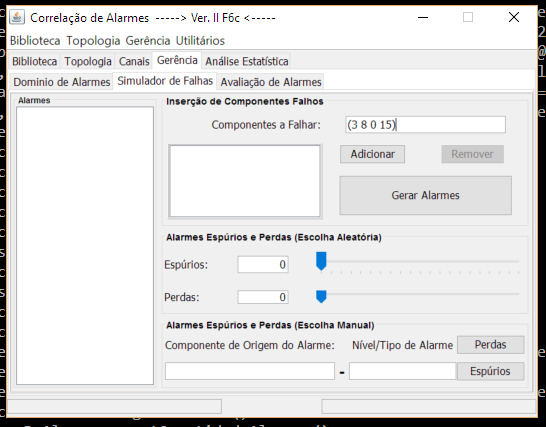 Correlação de Alarmes -----> Ver. II F6c <-----
Biblioteca Topologia Gerência Utilitários
Biblioteca Topologia Canais Gerência Análise Estatística
Dominio de Alarmes Simulador de Falhas Avaliação de Alarmes
Alarmes
Inserção de Componentes Falhos
Componentes a Falhar: (3 8 0 15)
Adicionar Remover
Gerar Alarmes
Alarmes Espúrios e Perdas (Escolha Aleatória)
Espúrios: 0
Perdas: 0
Alarmes Espúrios e Perdas (Escolha Manual)
Componente de Origem do Alarme: Nível/Tipo de Alarme Perdas
- Espúrios